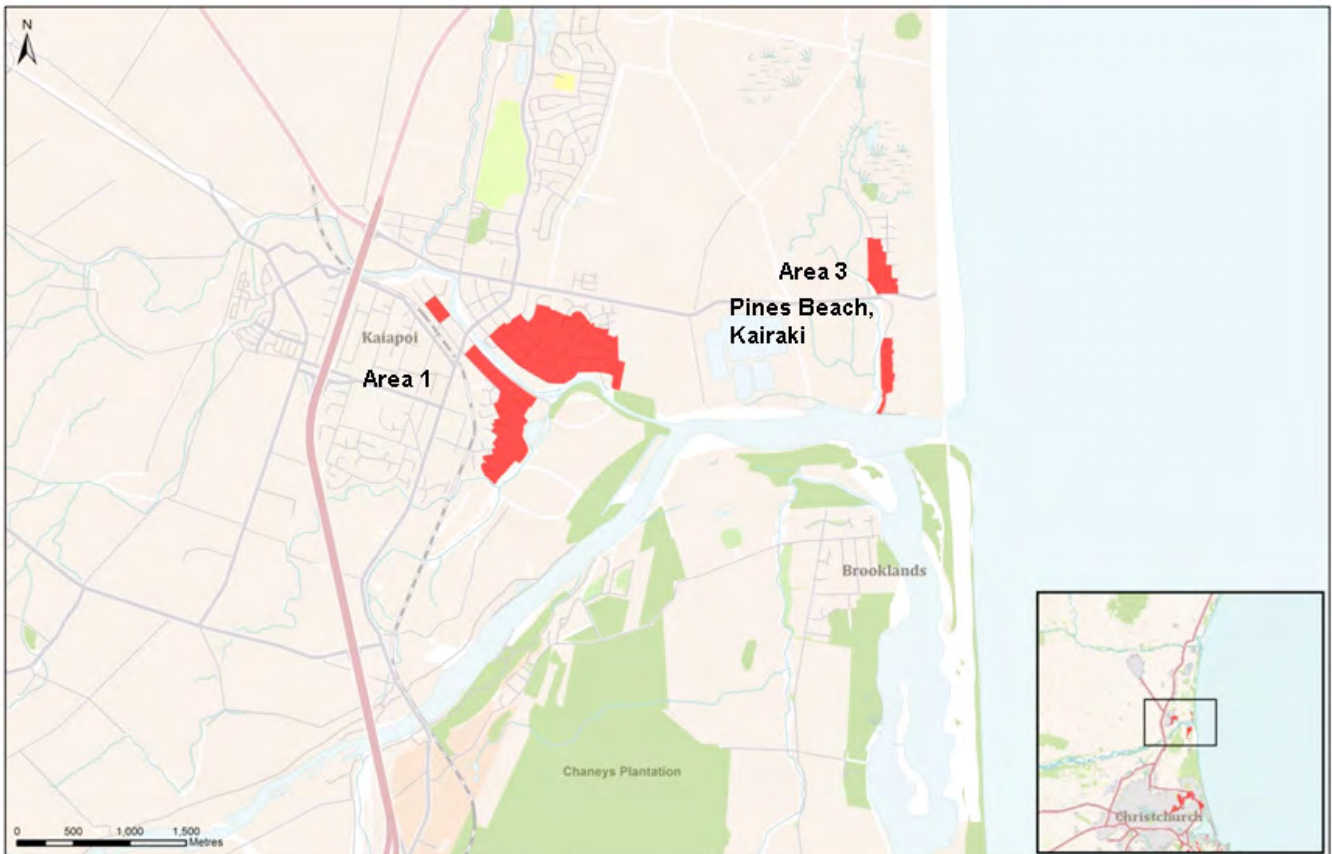 N
Area 3
Pines Beach,
Kairaki
Kaiapoi
Area 1
Brooklands
Chaneys Plantation
Christchurch
0 500 1,000 1,500
Metres